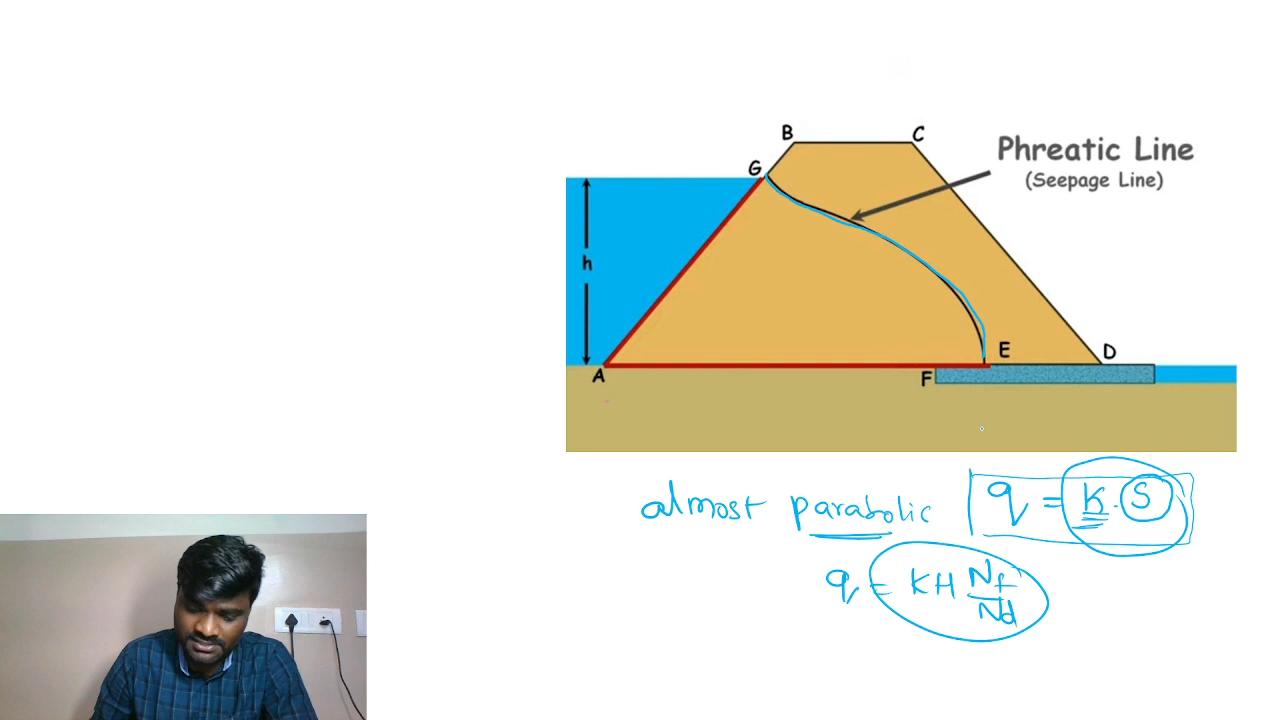 B C
G Phreatic Line
(Seepage Line)
h
A F E D
almost parabolic q = K . S
q = KH Nf/Nd